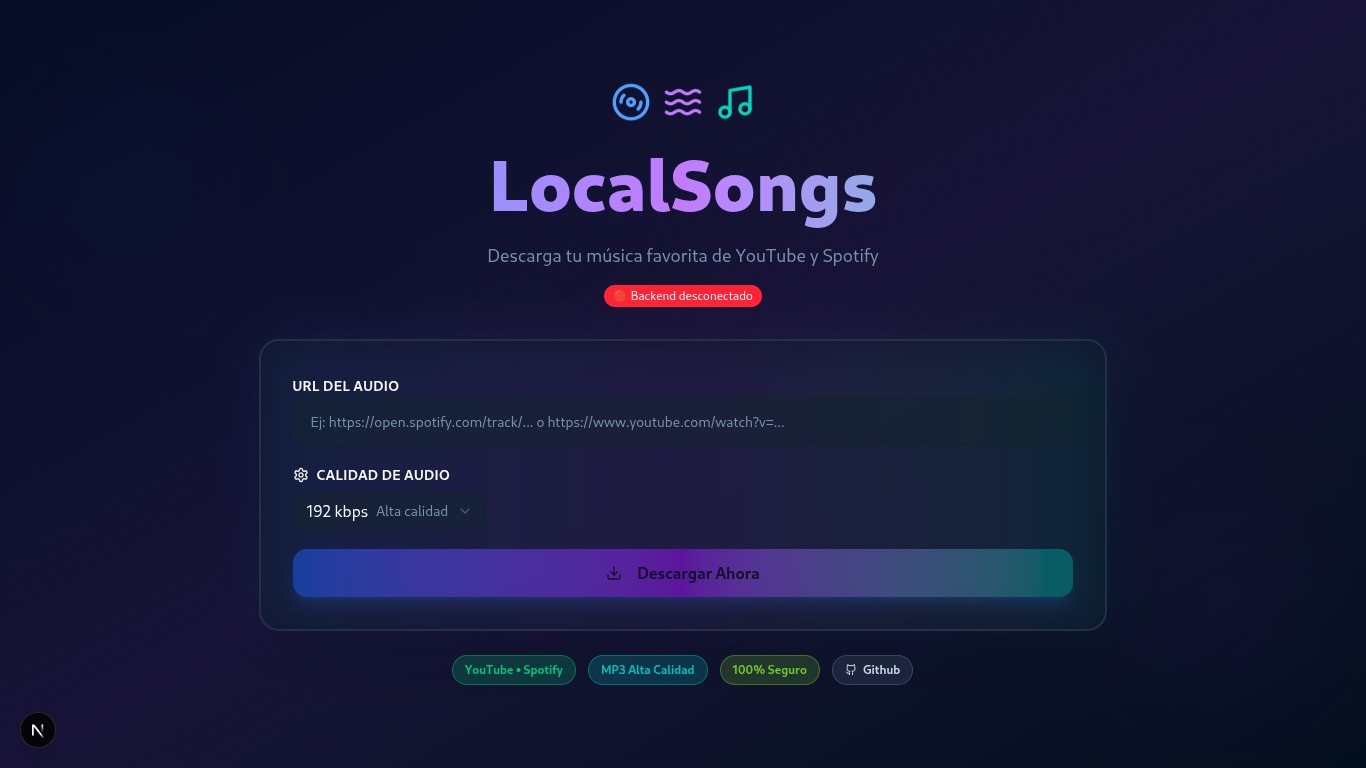 LocalSongs
Descarga tu música favorita de YouTube y Spotify
Backend desconectado
URL DEL AUDIO
Ej: https://open.spotify.com/track/... o https://www.youtube.com/watch?v=...
CALIDAD DE AUDIO
192 kbps Alta calidad
Descargar Ahora
YouTube • Spotify MP3 Alta Calidad 100% Seguro Github
N